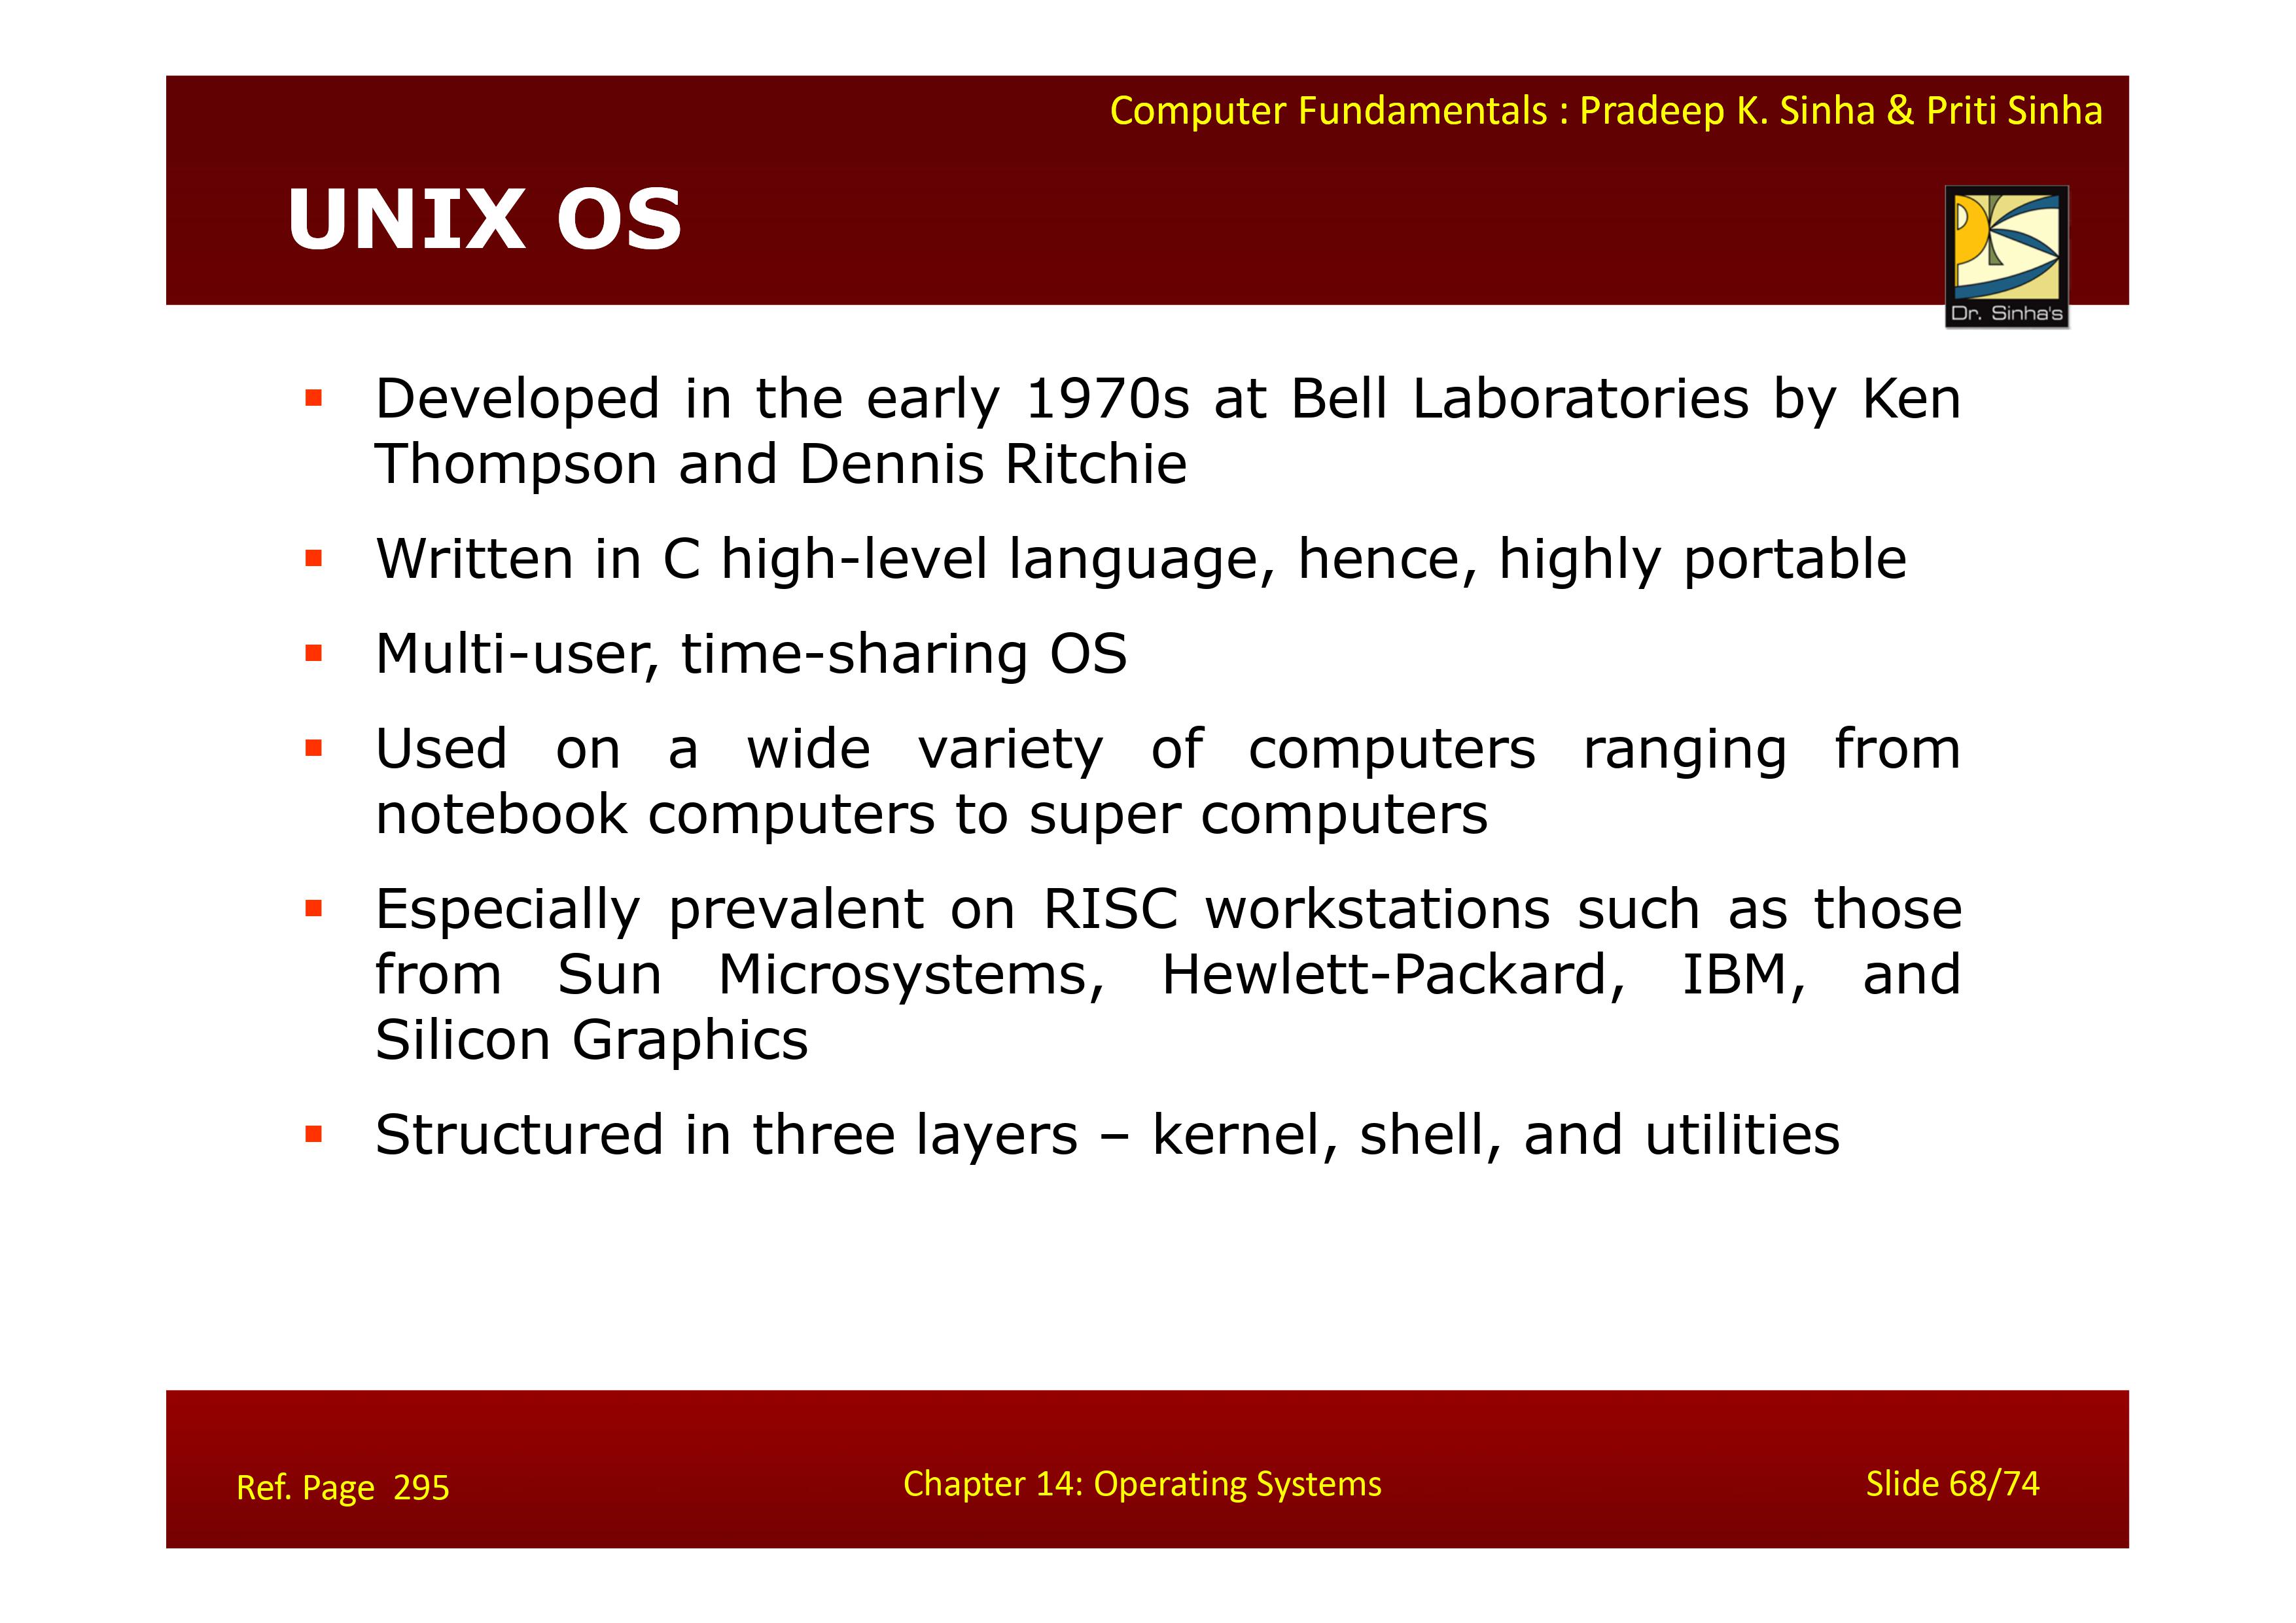 Computer Fundamentals : Pradeep K. Sinha & Priti Sinha
UNIX OS
Dr. Sinha's
▪ Developed in the early 1970s at Bell Laboratories by Ken
Thompson and Dennis Ritchie
▪ Written in C high-level language, hence, highly portable
▪ Multi-user, time-sharing OS
▪ Used on a wide variety of computers ranging from
notebook computers to super computers
▪ Especially prevalent on RISC workstations such as those
from Sun Microsystems, Hewlett-Packard, IBM, and
Silicon Graphics
▪ Structured in three layers – kernel, shell, and utilities
Ref. Page 295
Chapter 14: Operating Systems
Slide 68/74